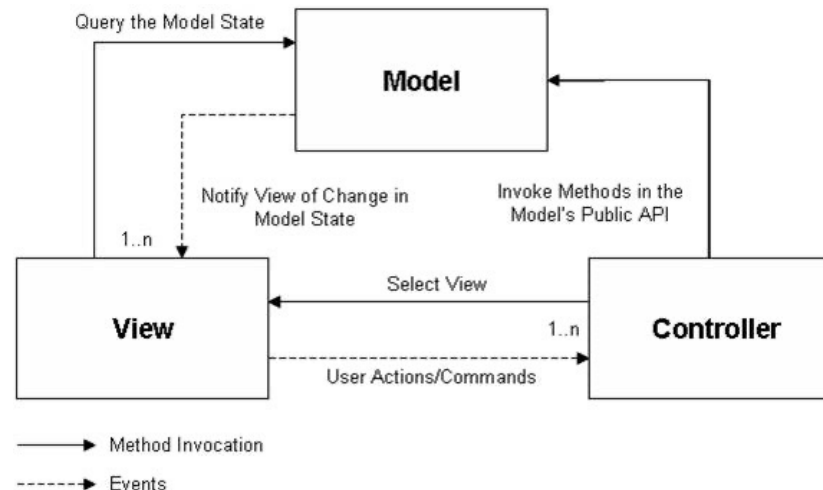 Query the Model State
Model
Notify View of Change in
Model State
Invoke Methods in the
Model's Public API
1..n
Select View
View
1..n
Controller
User Actions/Commands
Method Invocation
Events